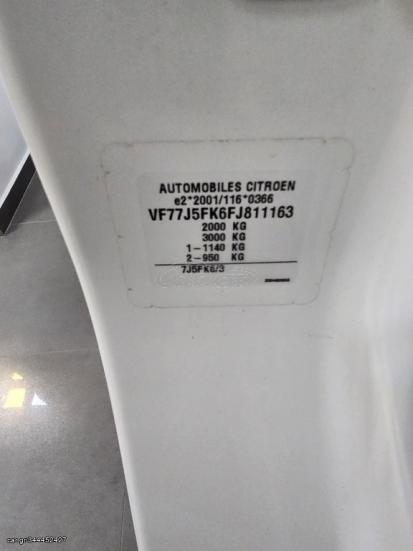 AUTOMOBILES CITROEN
e2*2001/116*0366
VF77J5FK6FJ811163
2000 KG
3000 KG
1-1140 KG
2-950 KG
7J5FK6/3